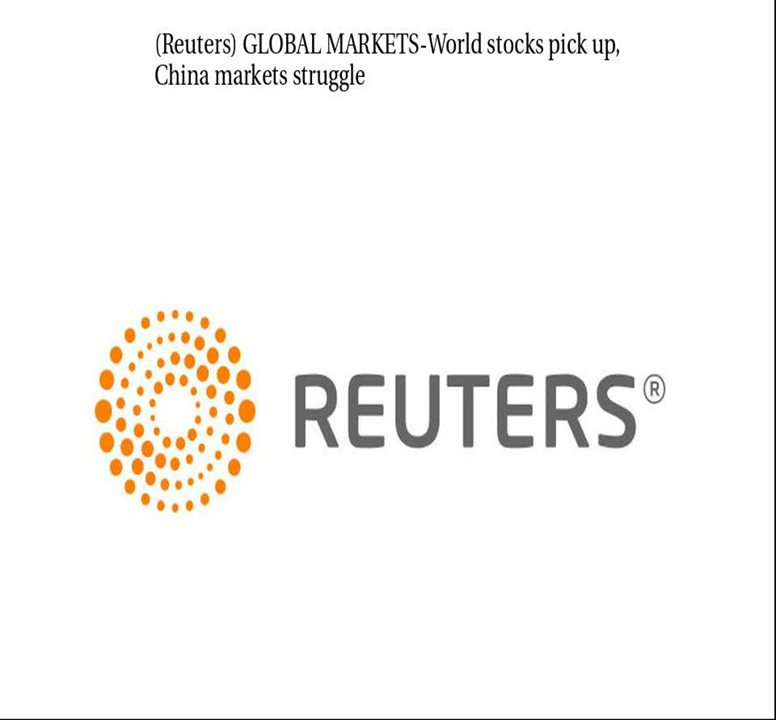 (Reuters) GLOBAL MARKETS-World stocks pick up,
China markets struggle
REUTERS®